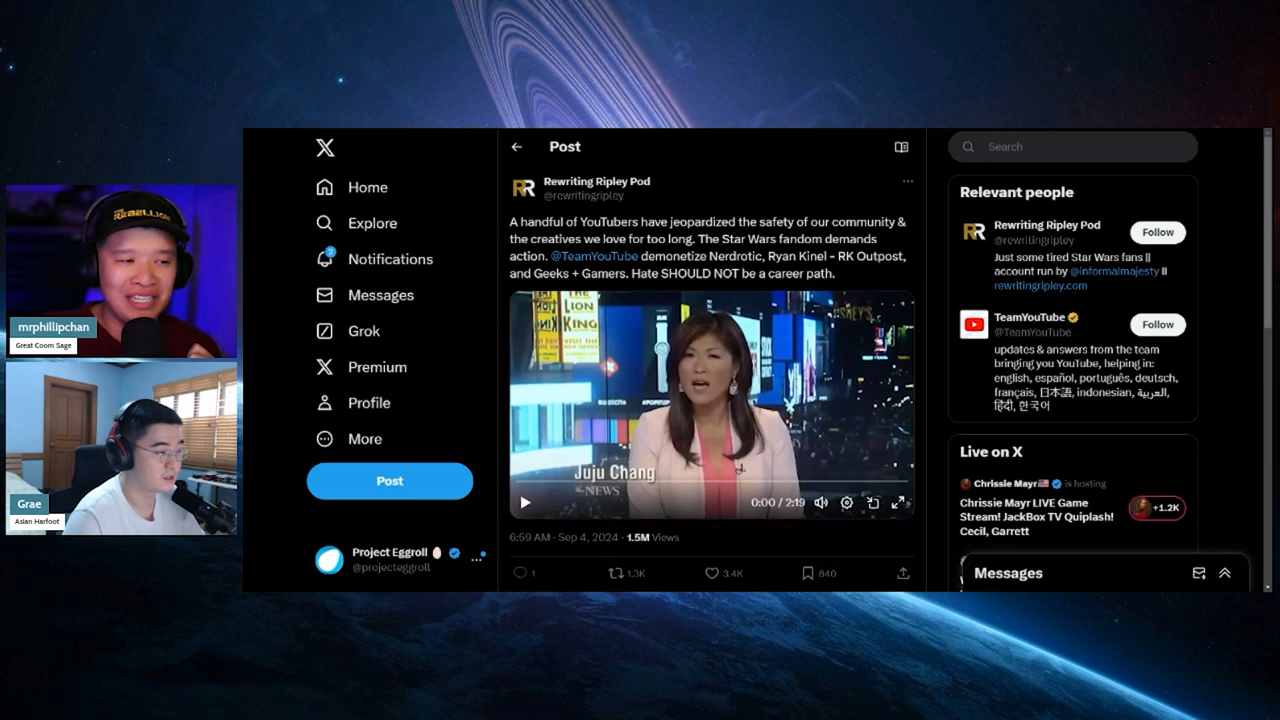 THE
REBELLION
mrphillipchan
Great Coom Sage
Grae
Asian Harfoot
Home
Explore
2
Notifications
Messages
Grok
Premium
Profile
More
Post
Project Eggroll
@projecteggroll
Post
RR
Rewriting Ripley Pod
@rewritingripley
A handful of YouTubers have jeopardized the safety of our community &
the creatives we love for too long. The Star Wars fandom demands
action. @TeamYouTube demonetize Nerdrotic, Ryan Kinel - RK Outpost,
and Geeks + Gamers. Hate SHOULD NOT be a career path.
THE
LION
KING
Juju Chang
NEWS
0:00 / 2:19
6:59 AM · Sep 4, 2024 · 1.5M Views
1
1.3K
3.4K
840
Search
Relevant people
RR
Rewriting Ripley Pod
@rewritingripley
Follow
Just some tired Star Wars fans ||
account run by @informalmajesty ||
rewritingripley.com
TeamYouTube
@TeamYouTube
Follow
updates & answers from the team
bringing you YouTube, helping in:
english, español, português, deutsch,
français, 日本語, indonesian, العربية,
हिंदी, 한국어
Live on X
Chrissie Mayr🇺🇸 is hosting
Chrissie Mayr LIVE Game
Stream! JackBox TV Quiplash!
Cecil, Garrett
+1.2K
Messages